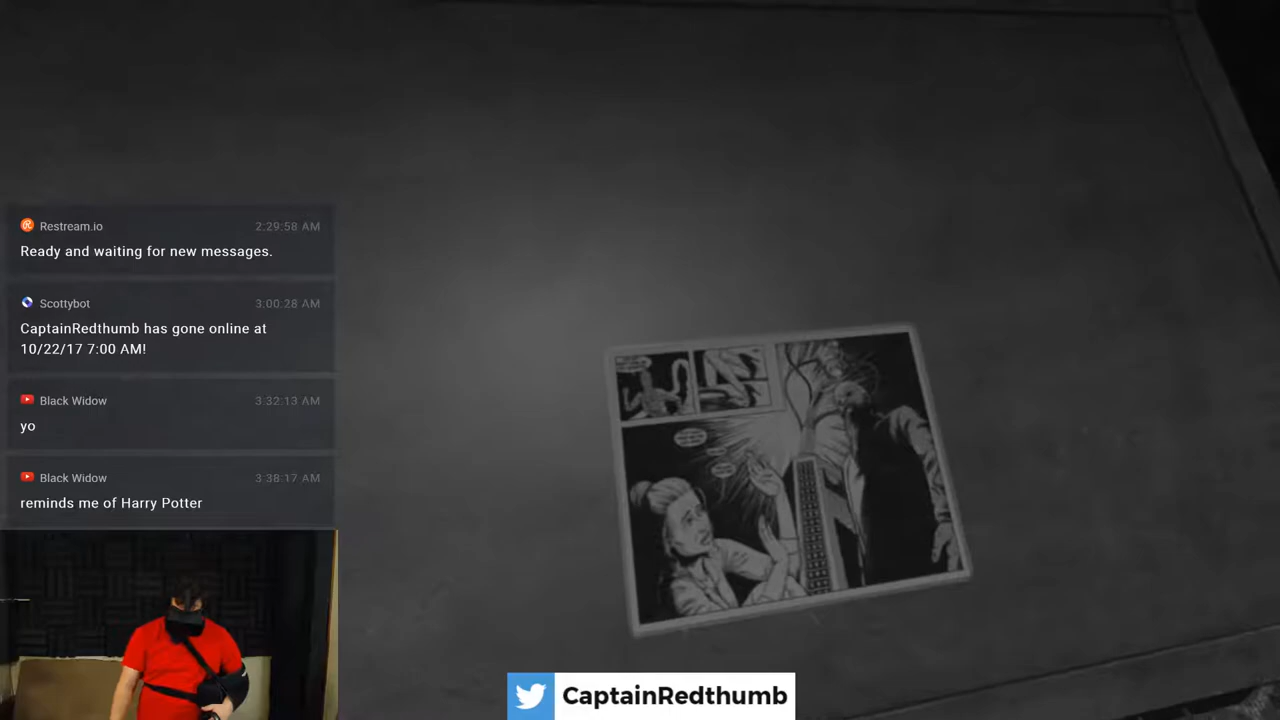 Restream.io 2:29:58 AM
Ready and waiting for new messages.
Scottybot 3:00:28 AM
CaptainRedthumb has gone online at
10/22/17 7:00 AM!
Black Widow 3:32:13 AM
yo
Black Widow 3:38:17 AM
reminds me of Harry Potter
CaptainRedthumb